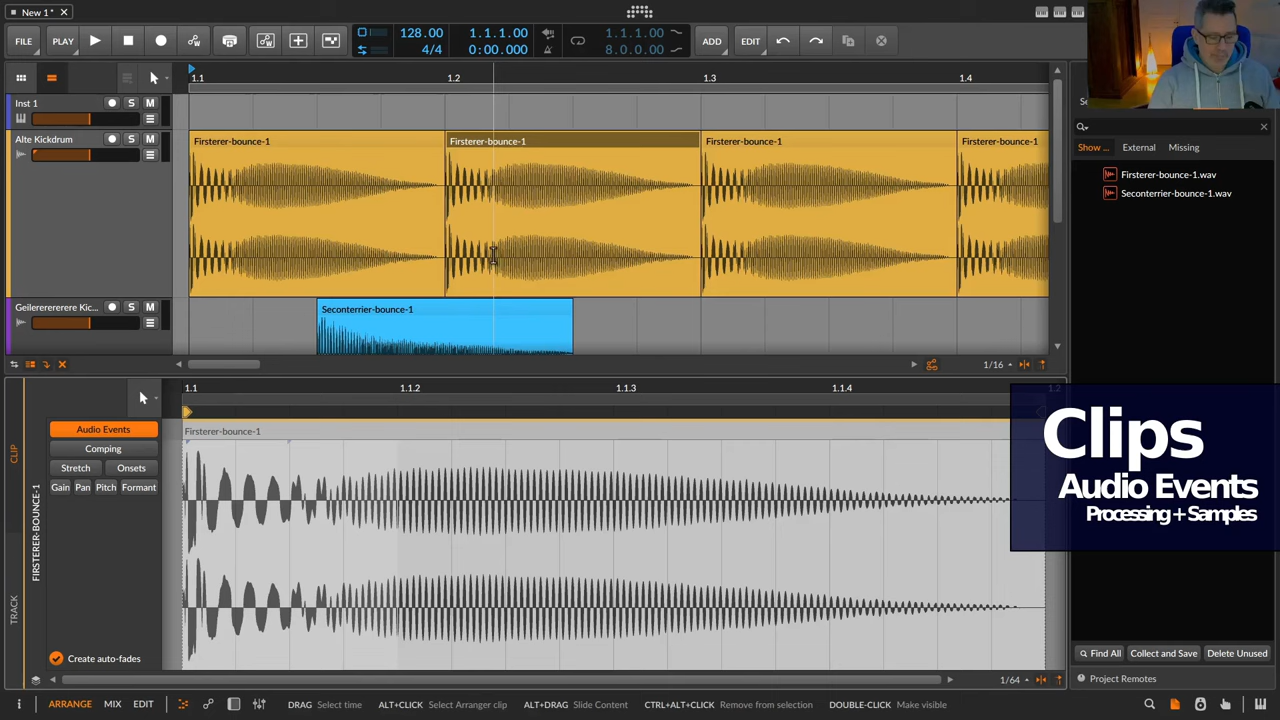 New 1*
FILE
PLAY
128.00
4/4
1.1.1.00
0:00.000
1.1.1.00
8.0.0.00
ADD
EDIT
1.1
1.2
1.3
1.4
Inst 1
S
M
Alte Kickdrum
S
M
Firsterer-bounce-1
Firsterer-bounce-1
Firsterer-bounce-1
Firsterer-bounce-1
Geilererererere Kic...
S
M
Seconterrier-bounce-1
1/16
Show ...
External
Missing
Firsterer-bounce-1.wav
Seconterrier-bounce-1.wav
1.1
1.1.2
1.1.3
1.1.4
1.2
CLIP
TRACK
FIRSTERER-BOUNCE-1
Audio Events
Comping
Stretch
Onsets
Gain
Pan
Pitch
Formant
Create auto-fades
Firsterer-bounce-1
Clips
Audio Events
Processing + Samples
1/64
Find All
Collect and Save
Delete Unused
Project Remotes
ARRANGE
MIX
EDIT
DRAG Select time
ALT+CLICK Select Arranger clip
ALT+DRAG Slide Content
CTRL+ALT+CLICK Remove from selection
DOUBLE-CLICK Make visible